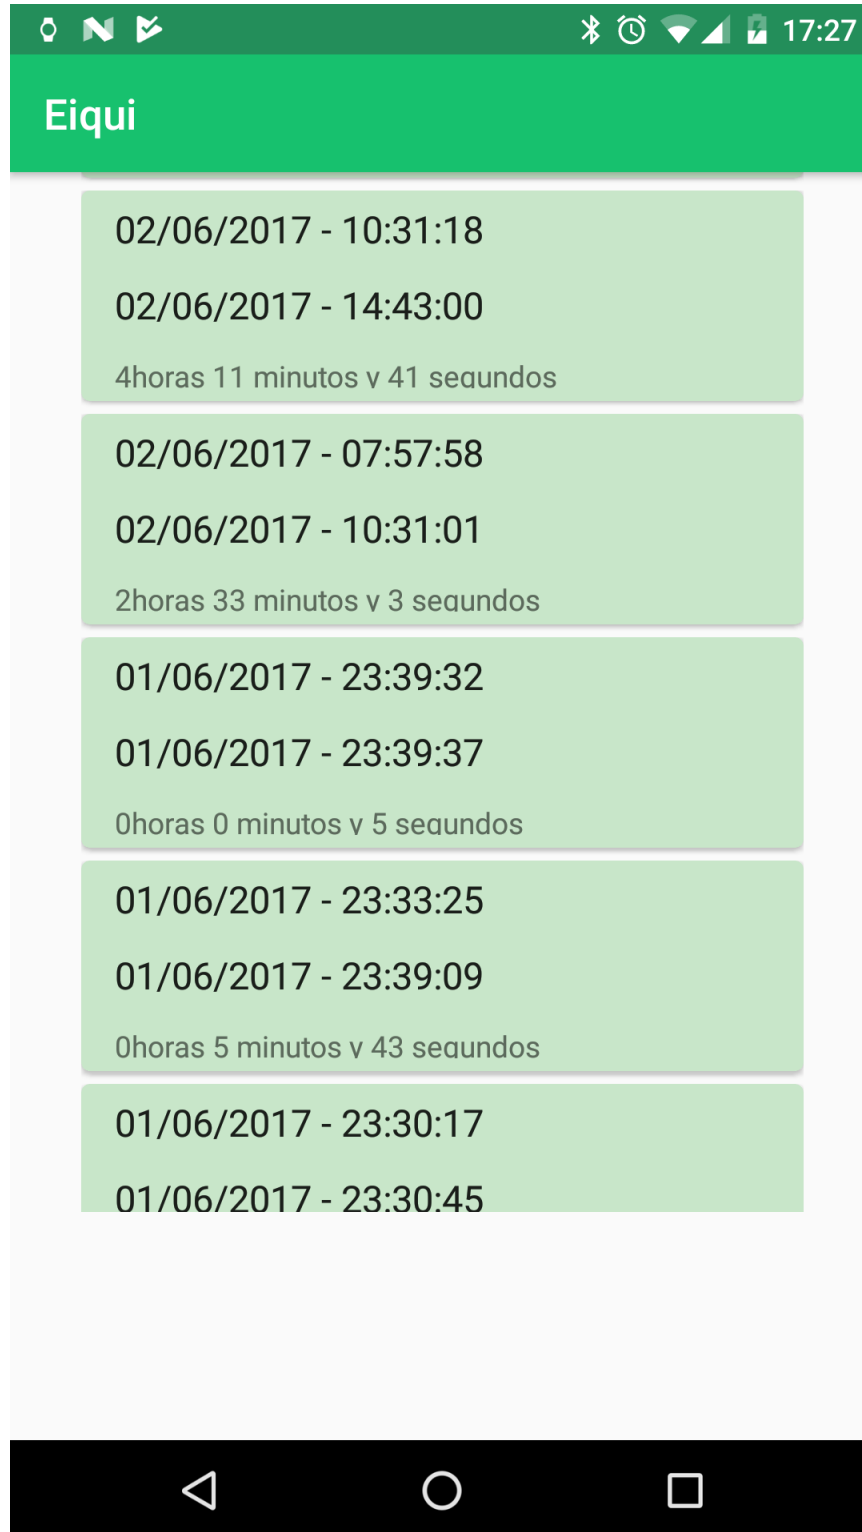 17:27
Eiqui
02/06/2017 - 10:31:18
02/06/2017 - 14:43:00
4horas 11 minutos y 41 segundos
02/06/2017 - 07:57:58
02/06/2017 - 10:31:01
2horas 33 minutos y 3 segundos
01/06/2017 - 23:39:32
01/06/2017 - 23:39:37
0horas 0 minutos y 5 segundos
01/06/2017 - 23:33:25
01/06/2017 - 23:39:09
0horas 5 minutos y 43 segundos
01/06/2017 - 23:30:17
01/06/2017 - 23:30:45